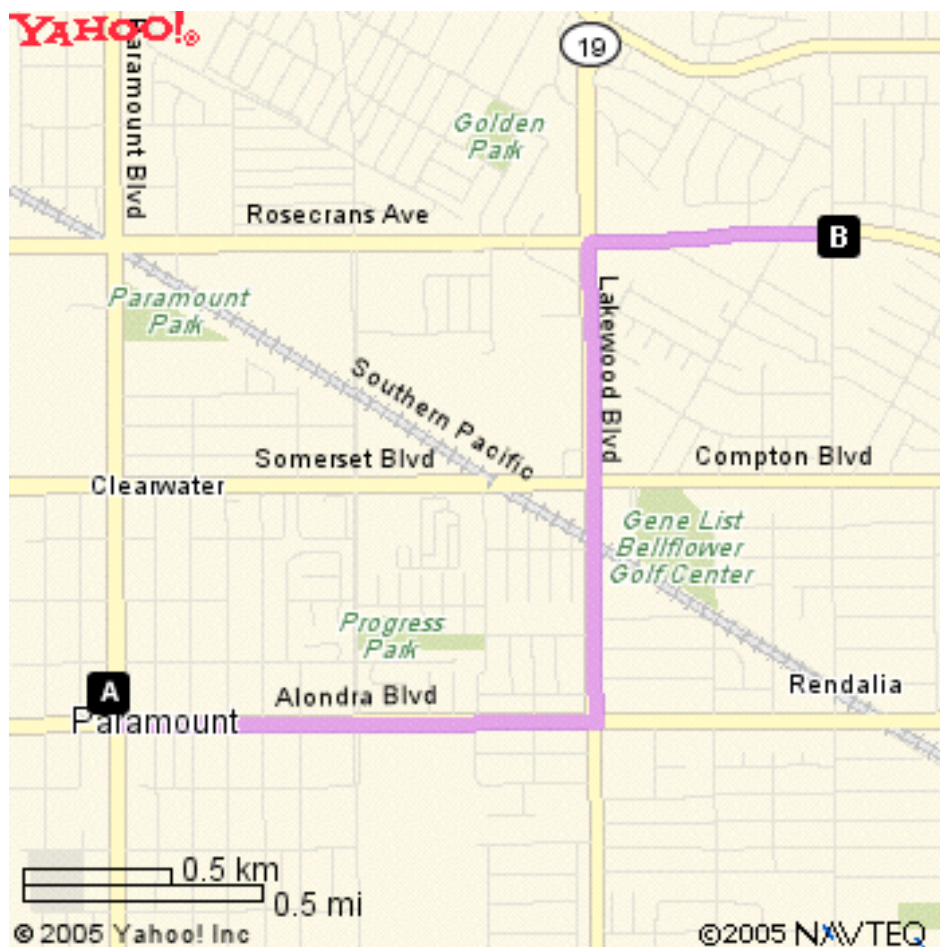 YAHOO!®
Paramount Blvd
19
Golden
Park
Rosecrans Ave
B
Paramount
Park
Lakewood Blvd
Southern Pacific
Somerset Blvd
Compton Blvd
Clearwater
Gene List
Bellflower
Golf Center
Progress
Park
A
Alondra Blvd
Rendalia
Paramount
0.5 km
0.5 mi
© 2005 Yahoo! Inc
©2005 NAVTEQ